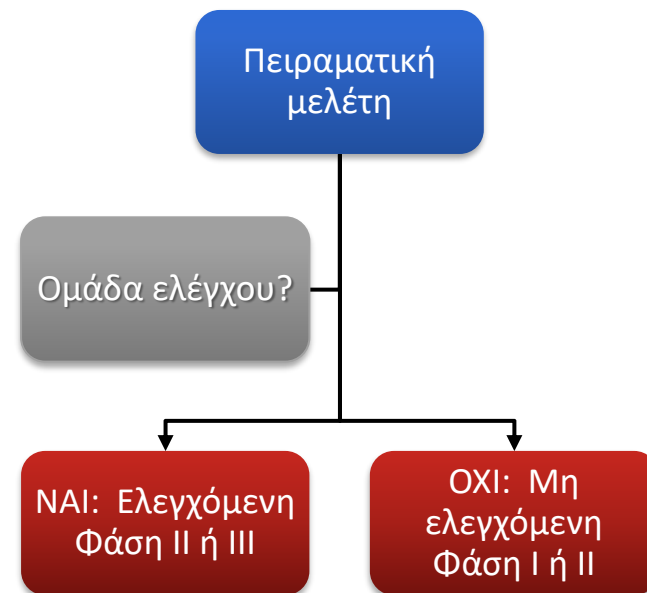 Πειραματική
μελέτη
Ομάδα ελέγχου?
ΝΑΙ: Ελεγχόμενη
Φάση ΙΙ ή ΙΙΙ
ΟΧΙ: Μη
ελεγχόμενη
Φάση Ι ή ΙΙ